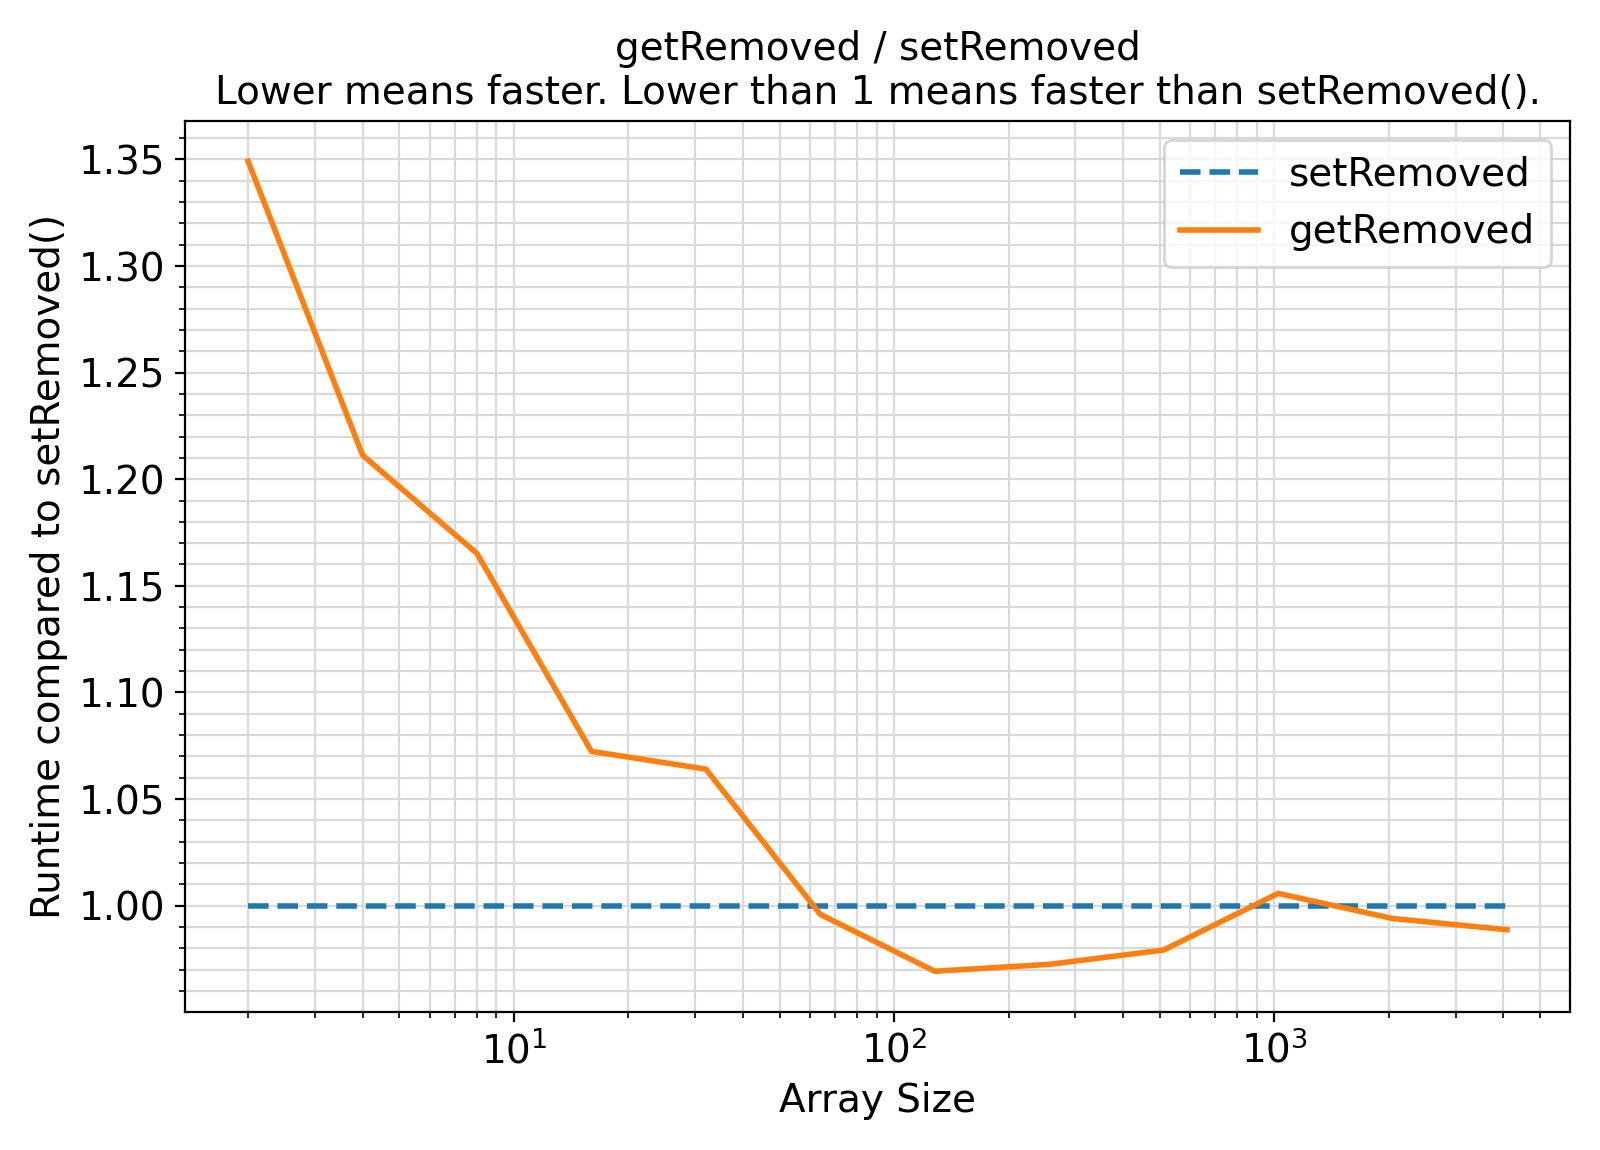 getRemoved / setRemoved
Lower means faster. Lower than 1 means faster than setRemoved().
setRemoved
getRemoved
Runtime compared to setRemoved()
1.35
1.30
1.25
1.20
1.15
1.10
1.05
1.00
10¹ 10² 10³
Array Size